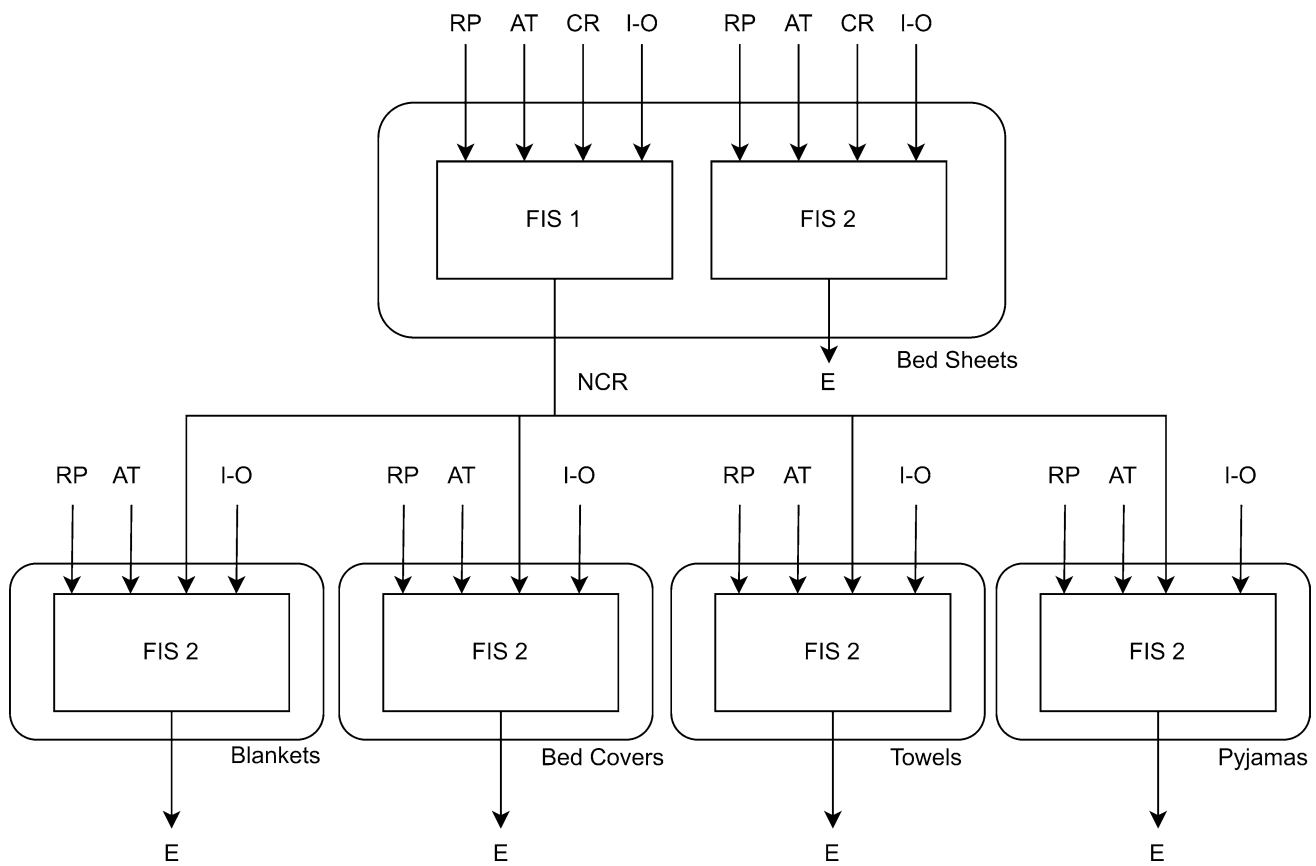 RP AT CR I-O RP AT CR I-O
FIS 1 FIS 2
Bed Sheets
NCR E
RP AT I-O RP AT I-O RP AT I-O RP AT I-O
FIS 2 FIS 2 FIS 2 FIS 2
Blankets Bed Covers Towels Pyjamas
E E E E